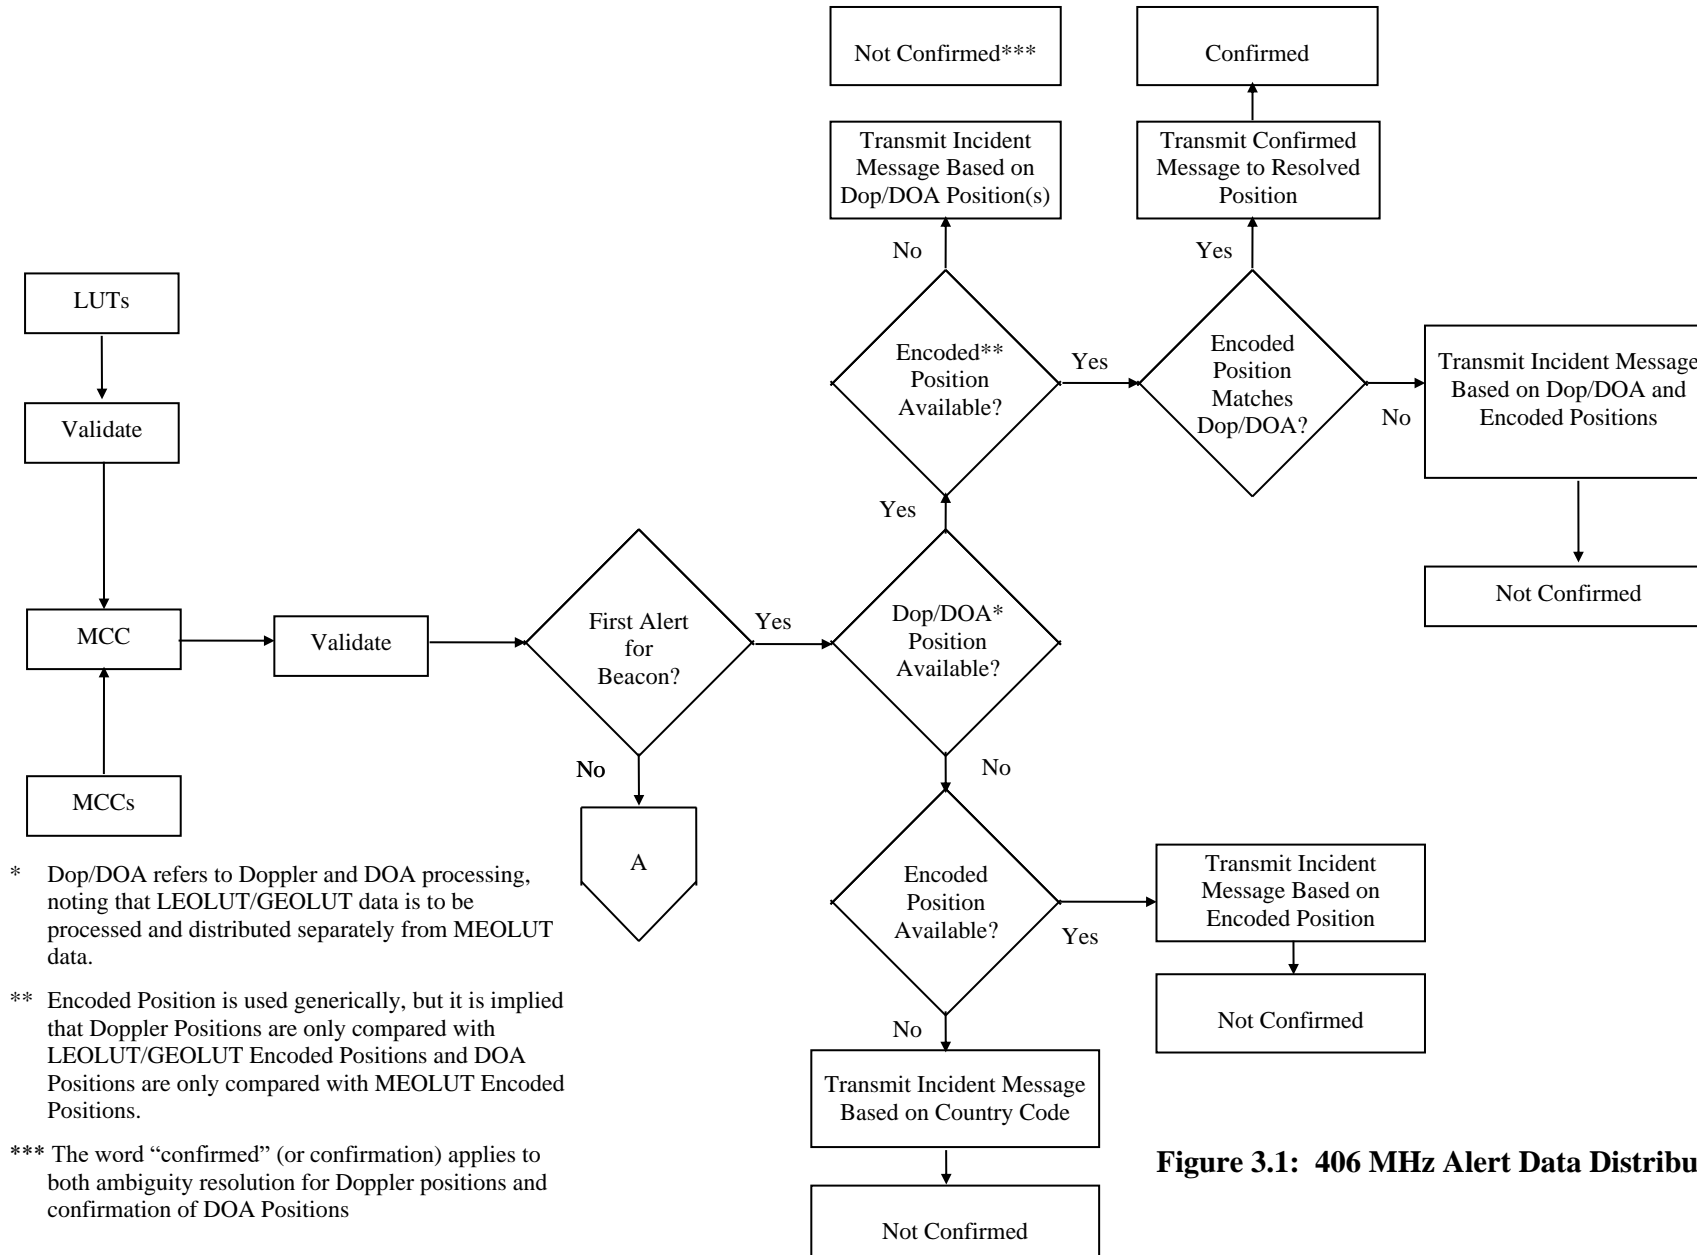 Not Confirmed***
Confirmed
Transmit Incident
Message Based on
Dop/DOA Position(s)
Transmit Confirmed
Message to Resolved
Position
No
Yes
LUTs
Encoded**
Position
Available?
Yes
Encoded
Position
Matches
Dop/DOA?
No
Transmit Incident Message
Based on Dop/DOA and
Encoded Positions
Validate
Yes
Not Confirmed
MCC
Validate
First Alert
for
Beacon?
Yes
Dop/DOA*
Position
Available?
No
No
MCCs
A
Encoded
Position
Available?
Yes
Transmit Incident
Message Based on
Encoded Position
Not Confirmed
No
Transmit Incident Message
Based on Country Code
Not Confirmed
* Dop/DOA refers to Doppler and DOA processing,
noting that LEOLUT/GEOLUT data is to be
processed and distributed separately from MEOLUT
data.
** Encoded Position is used generically, but it is implied
that Doppler Positions are only compared with
LEOLUT/GEOLUT Encoded Positions and DOA
Positions are only compared with MEOLUT Encoded
Positions.
*** The word “confirmed” (or confirmation) applies to
both ambiguity resolution for Doppler positions and
confirmation of DOA Positions
Figure 3.1: 406 MHz Alert Data Distribu